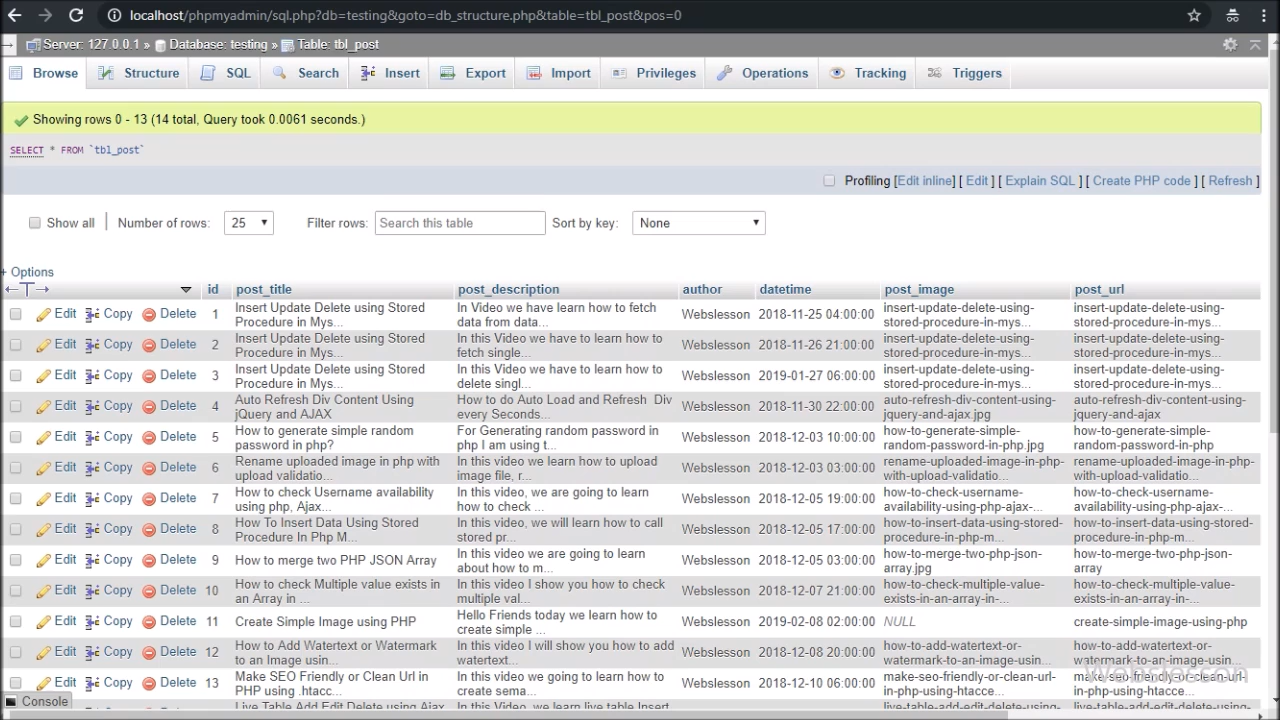 localhost/phpmyadmin/sql.php?db=testing&goto=db_structure.php&table=tbl_post&pos=0
Server: 127.0.0.1 » Database: testing » Table: tbl_post
Browse Structure SQL Search Insert Export Import Privileges Operations Tracking Triggers
Showing rows 0 - 13 (14 total, Query took 0.0061 seconds.)
SELECT * FROM `tbl_post`
Profiling [Edit inline] [ Edit ] [ Explain SQL ] [ Create PHP code ] [ Refresh ]
Show all | Number of rows: 25 Filter rows: Search this table Sort by key: None
+ Options
id post_title post_description author datetime post_image post_url
Edit Copy Delete 1 Insert Update Delete using Stored In Video we have learn how to fetch Webslesson 2018-11-25 04:00:00 insert-update-delete-using- insert-update-delete-using-
Procedure in Mys... data from data... stored-procedure-in-mys... stored-procedure-in-mys...
Edit Copy Delete 2 Insert Update Delete using Stored In this Video we have to learn how to Webslesson 2018-11-26 21:00:00 insert-update-delete-using- insert-update-delete-using-
Procedure in Mys... fetch single... stored-procedure-in-mys... stored-procedure-in-mys...
Edit Copy Delete 3 Insert Update Delete using Stored In this Video we have to learn how to Webslesson 2019-01-27 06:00:00 insert-update-delete-using- insert-update-delete-using-
Procedure in Mys... delete singl... stored-procedure-in-mys... stored-procedure-in-mys...
Edit Copy Delete 4 Auto Refresh Div Content Using How to do Auto Load and Refresh Div Webslesson 2018-11-30 22:00:00 auto-refresh-div-content-using- auto-refresh-div-content-using-
jQuery and AJAX every Seconds... jquery-and-ajax.jpg jquery-and-ajax
Edit Copy Delete 5 How to generate simple random For Generating random password in Webslesson 2018-12-03 10:00:00 how-to-generate-simple- how-to-generate-simple-
password in php? php I am using t... random-password-in-php.jpg random-password-in-php
Edit Copy Delete 6 Rename uploaded image in php with In this video we learn how to upload Webslesson 2018-12-03 03:00:00 rename-uploaded-image-in-php- rename-uploaded-image-in-php-
upload validatio... image file, r... with-upload-validatio... with-upload-validatio...
Edit Copy Delete 7 How to check Username availability In this video, we are going to learn Webslesson 2018-12-05 19:00:00 how-to-check-username- how-to-check-username-
using php, Ajax... how to check ... availability-using-php-ajax-... availability-using-php-ajax-...
Edit Copy Delete 8 How To Insert Data Using Stored In this video, we will learn how to call Webslesson 2018-12-05 17:00:00 how-to-insert-data-using-stored- how-to-insert-data-using-stored-
Procedure In Php M... stored pr... procedure-in-php-m... procedure-in-php-m...
Edit Copy Delete 9 How to merge two PHP JSON Array In this video we are going to learn Webslesson 2018-12-05 03:00:00 how-to-merge-two-php-json- how-to-merge-two-php-json-
about how to m... array.jpg array
Edit Copy Delete 10 How to check Multiple value exists in In this video I show you how to check Webslesson 2018-12-07 21:00:00 how-to-check-multiple-value- how-to-check-multiple-value-
an Array in ... multiple val... exists-in-an-array-in-... exists-in-an-array-in-...
Edit Copy Delete 11 Create Simple Image using PHP Hello Friends today we learn how to Webslesson 2019-02-08 02:00:00 NULL create-simple-image-using-php
create simple ...
Edit Copy Delete 12 How to Add Watertext or Watermark In this video I will show you how to add Webslesson 2018-12-08 20:00:00 how-to-add-watertext-or- how-to-add-watertext-or-
to an Image usin... watertext... watermark-to-an-image-usin... watermark-to-an-image-usin...
Edit Copy Delete 13 Make SEO Friendly or Clean Url in In this video we going to learn how to Webslesson 2018-12-10 06:00:00 make-seo-friendly-or-clean-url- make-seo-friendly-or-clean-url-
PHP using .htacc... create sema... in-php-using-htacce... in-php-using-htacce...
Live Table Add Edit Delete using Ajax In this video, we learn live table Insert live-table-add-edit-delete-using-
Console